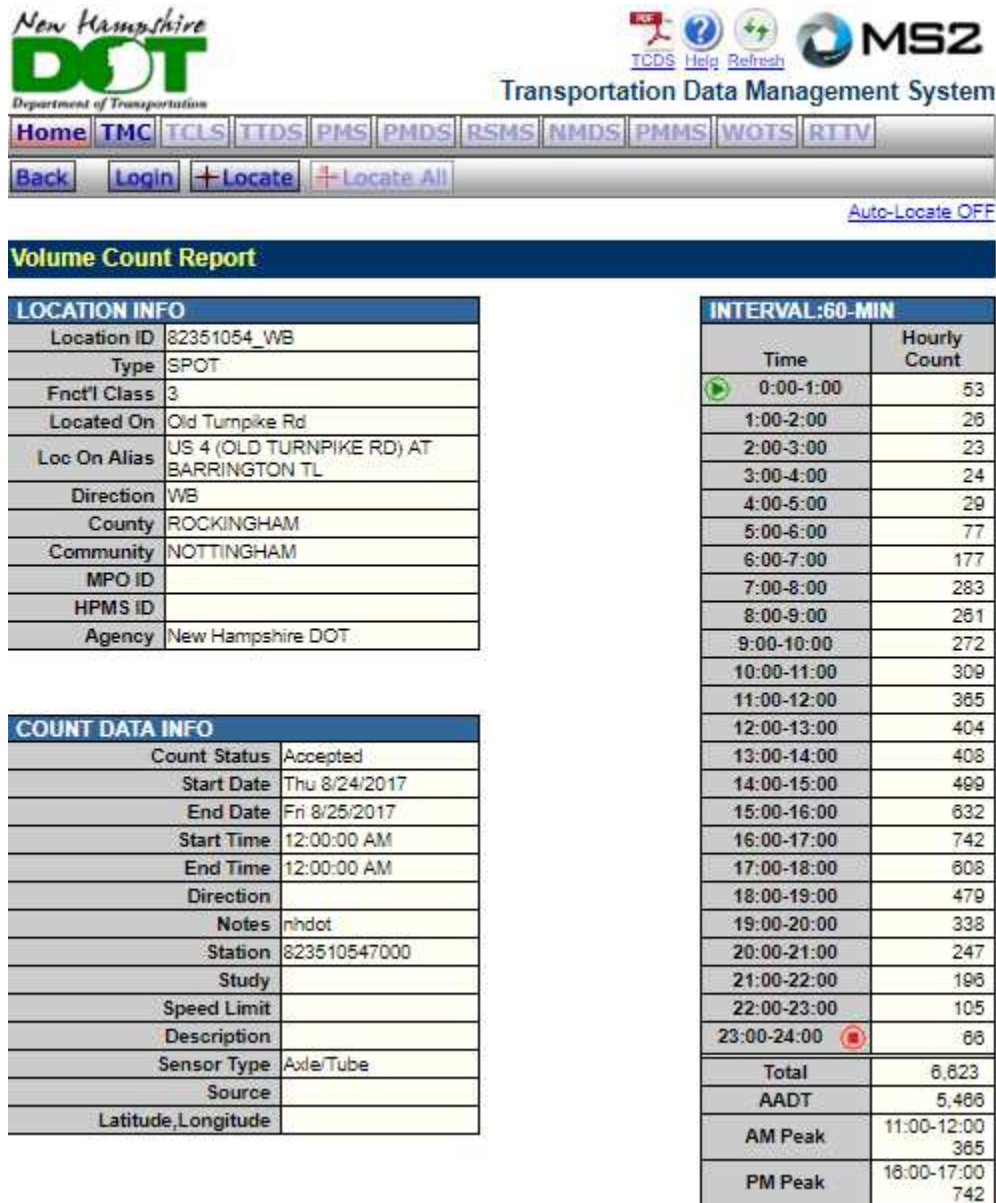 New Hampshire
DOT
Department of Transportation
PDF
TCDS Help Refresh
MS2
Transportation Data Management System
Home TMC TCLS TTDS PMS PMDS RSMS NMDS PMMS WOTS RTTV
Back Login +Locate +Locate All
Auto-Locate OFF
Volume Count Report
LOCATION INFO
Location ID 82351054_WB
Type SPOT
Fnct'l Class 3
Located On Old Turnpike Rd
Loc On Alias US 4 (OLD TURNPIKE RD) AT
BARRINGTON TL
Direction WB
County ROCKINGHAM
Community NOTTINGHAM
MPO ID
HPMS ID
Agency New Hampshire DOT
COUNT DATA INFO
Count Status Accepted
Start Date Thu 8/24/2017
End Date Fri 8/25/2017
Start Time 12:00:00 AM
End Time 12:00:00 AM
Direction
Notes nhdot
Station 823510547000
Study
Speed Limit
Description
Sensor Type Axle/Tube
Source
Latitude,Longitude
INTERVAL:60-MIN
Time Hourly
Count
0:00-1:00 53
1:00-2:00 26
2:00-3:00 23
3:00-4:00 24
4:00-5:00 29
5:00-6:00 77
6:00-7:00 177
7:00-8:00 283
8:00-9:00 261
9:00-10:00 272
10:00-11:00 309
11:00-12:00 365
12:00-13:00 404
13:00-14:00 408
14:00-15:00 499
15:00-16:00 632
16:00-17:00 742
17:00-18:00 608
18:00-19:00 479
19:00-20:00 338
20:00-21:00 247
21:00-22:00 196
22:00-23:00 105
23:00-24:00 66
Total 6,623
AADT 5,466
AM Peak 11:00-12:00
365
PM Peak 16:00-17:00
742